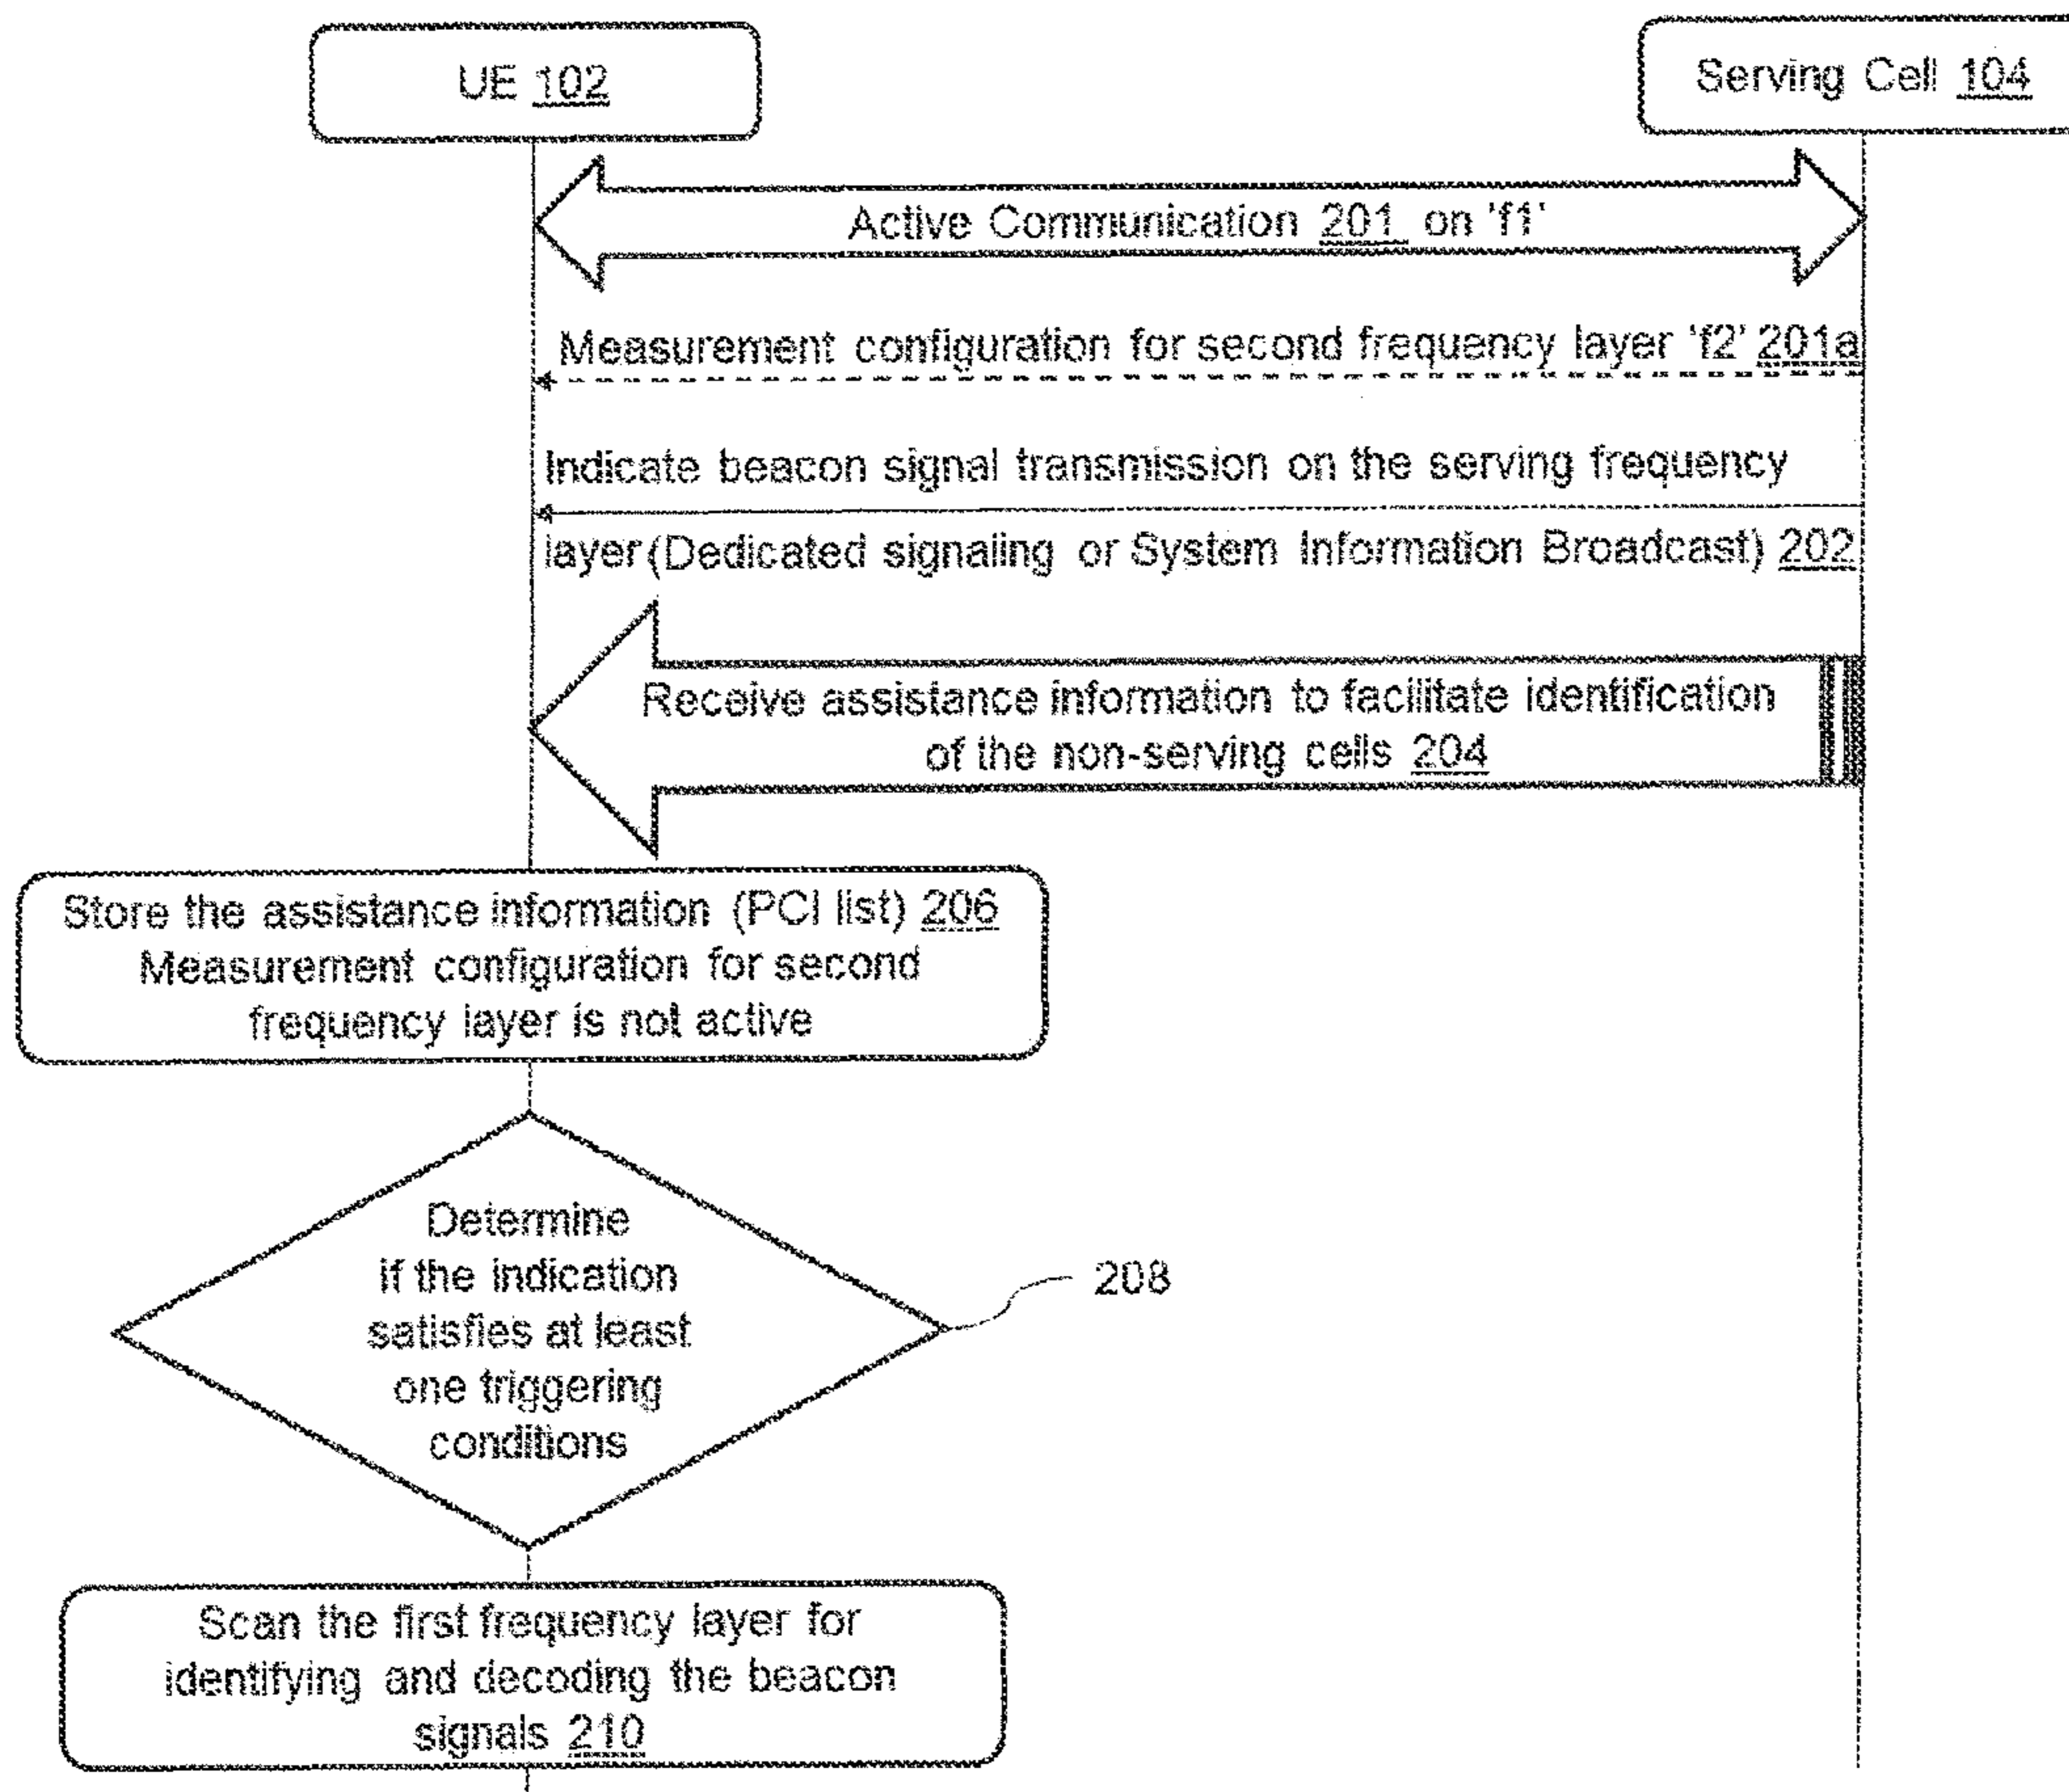 UE 102
Serving Cell 104
Active Communication 201 on 'f1'
Measurement configuration for second frequency layer 'f2' 201a
Indicate beacon signal transmission on the serving frequency
layer (Dedicated signaling or System Information Broadcast) 202
Receive assistance information to facilitate identification
of the non-serving cells 204
Store the assistance information (PCI list) 206
Measurement configuration for second
frequency layer is not active
Determine
if the indication
satisfies at least
one triggering
conditions
208
Scan the first frequency layer for
identifying and decoding the beacon
signals 210